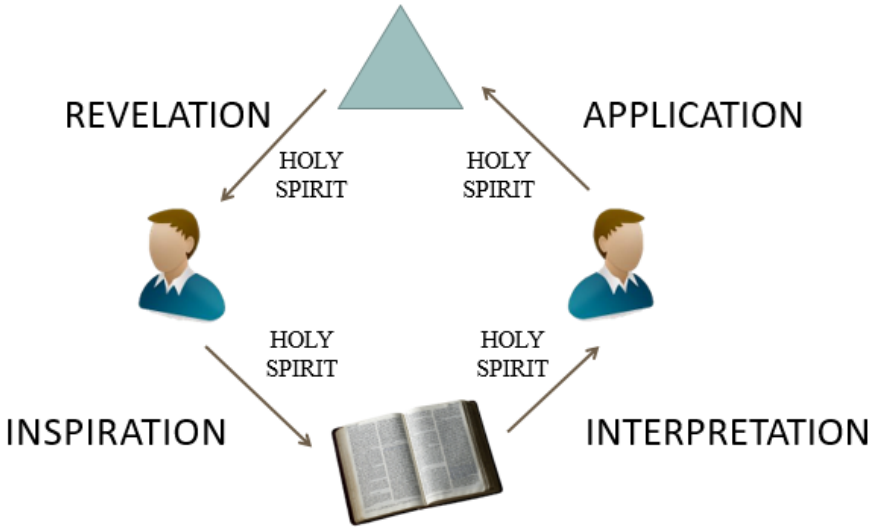 REVELATION
APPLICATION
HOLY
SPIRIT
HOLY
SPIRIT
HOLY
SPIRIT
HOLY
SPIRIT
INSPIRATION
INTERPRETATION